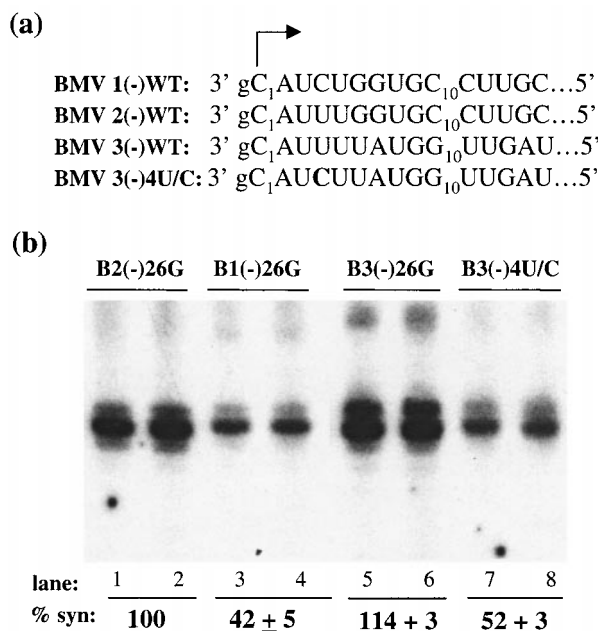 (a)
BMV 1(-)WT: 3' gC₁AUCUGGUGC₁₀CUUGC...5'
BMV 2(-)WT: 3' gC₁AUUUGGUGC₁₀CUUGC...5'
BMV 3(-)WT: 3' gC₁AUUUUAUGG₁₀UUGAU...5'
BMV 3(-)4U/C: 3' gC₁AUCUUAUGG₁₀UUGAU...5'
(b)
B2(-)26G B1(-)26G B3(-)26G B3(-)4U/C
lane: 1 2 3 4 5 6 7 8
% syn: 100 42 ± 5 114 + 3 52 + 3